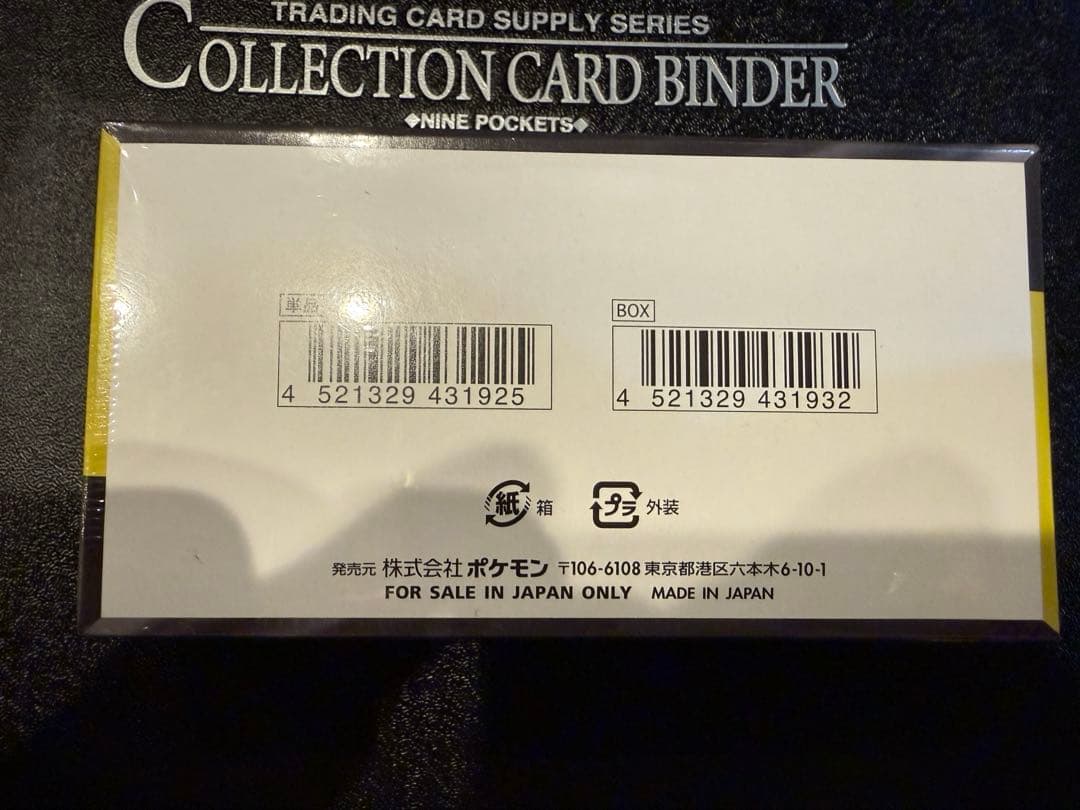 TRADING CARD SUPPLY SERIES
COLLECTION CARD BINDER
◆NINE POCKETS◆
単品
BOX
4 521329 431925
4 521329 431932
紙 箱
プラ 外装
発売元 株式会社 ポケモン 〒106-6108 東京都港区六本木6-10-1
FOR SALE IN JAPAN ONLY MADE IN JAPAN